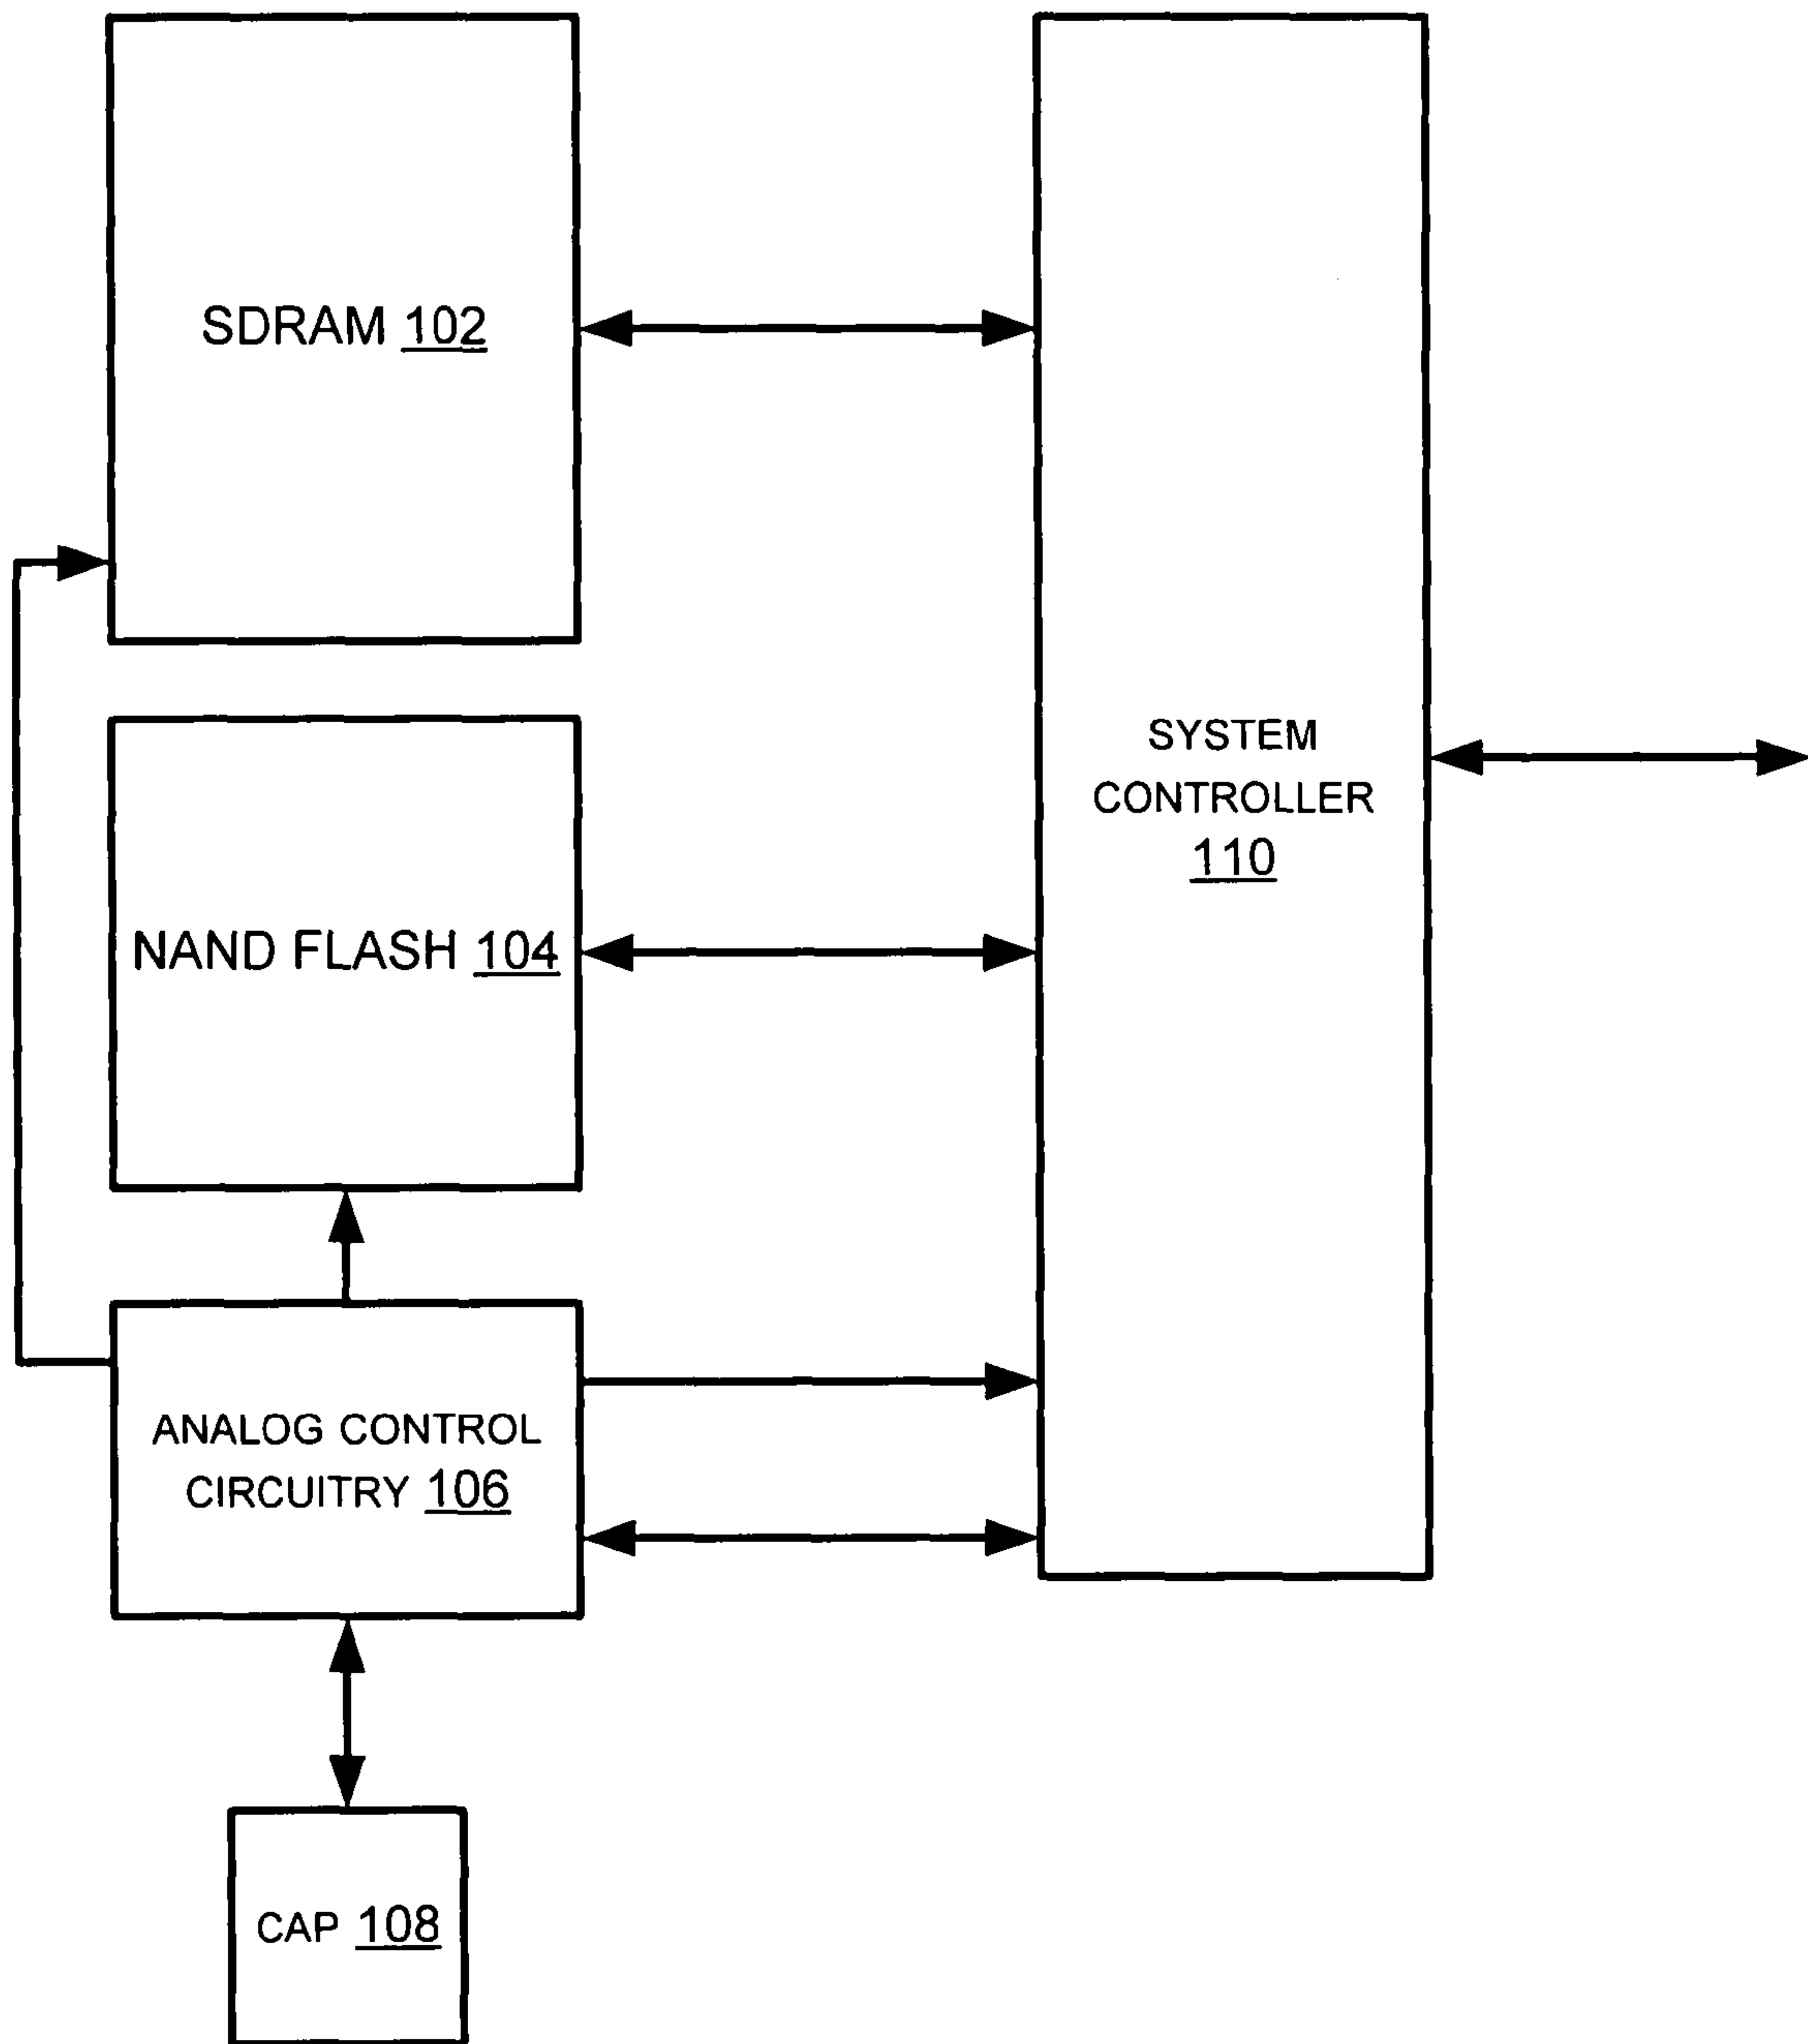 SDRAM 102
SYSTEM
CONTROLLER
110
NAND FLASH 104
ANALOG CONTROL
CIRCUITRY 106
CAP 108